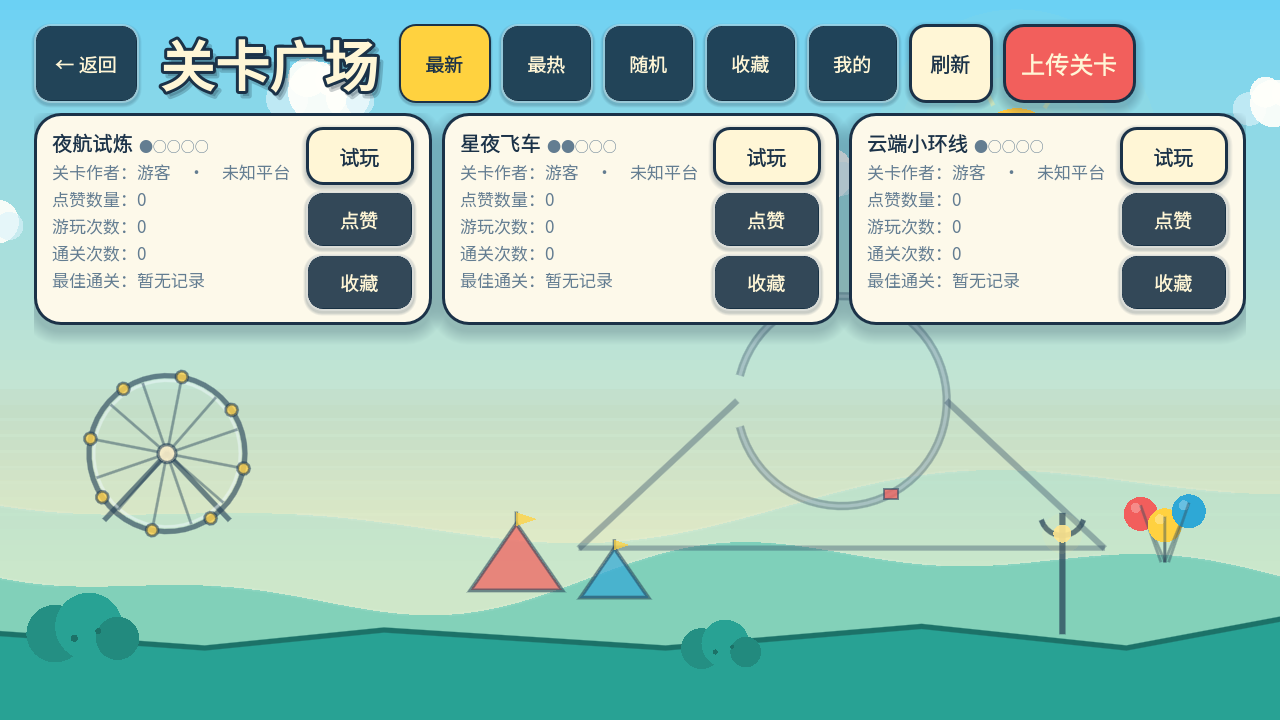 ← 返回
关卡广场
最新
最热
随机
收藏
我的
刷新
上传关卡
夜航试炼 ●○○○○
关卡作者：游客 • 未知平台
点赞数量：0
游玩次数：0
通关次数：0
最佳通关：暂无记录
试玩
点赞
收藏
星夜飞车 ●●○○○
关卡作者：游客 • 未知平台
点赞数量：0
游玩次数：0
通关次数：0
最佳通关：暂无记录
试玩
点赞
收藏
云端小环线 ●○○○○
关卡作者：游客 • 未知平台
点赞数量：0
游玩次数：0
通关次数：0
最佳通关：暂无记录
试玩
点赞
收藏